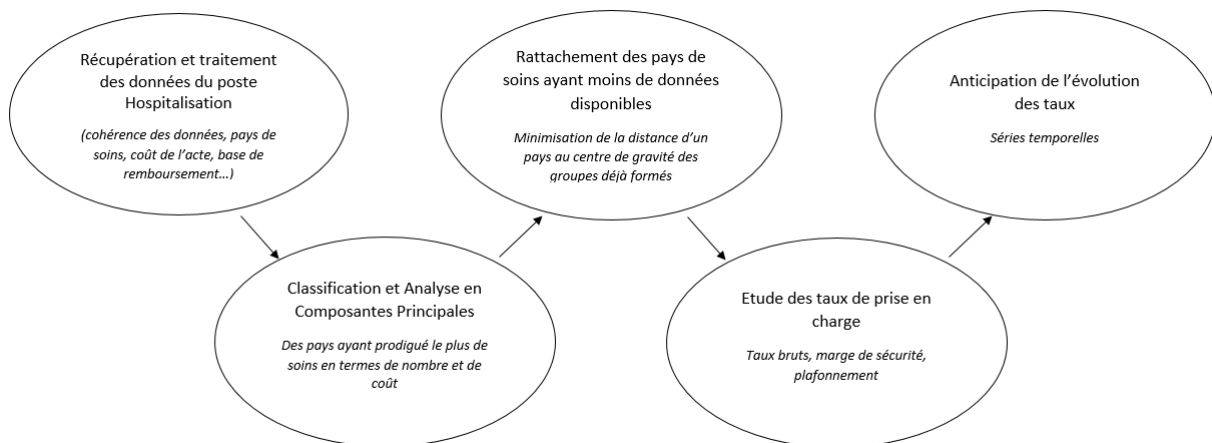 Récupération et traitement
des données du poste
Hospitalisation
(cohérence des données, pays de
soins, coût de l'acte, base de
remboursement...)
Classification et Analyse en
Composantes Principales
Des pays ayant prodigué le plus de
soins en termes de nombre et de
coût
Rattachement des pays de
soins ayant moins de données
disponibles
Minimisation de la distance d'un
pays au centre de gravité des
groupes déjà formés
Etude des taux de prise en
charge
Taux bruts, marge de sécurité,
plafonnement
Anticipation de l'évolution
des taux
Séries temporelles